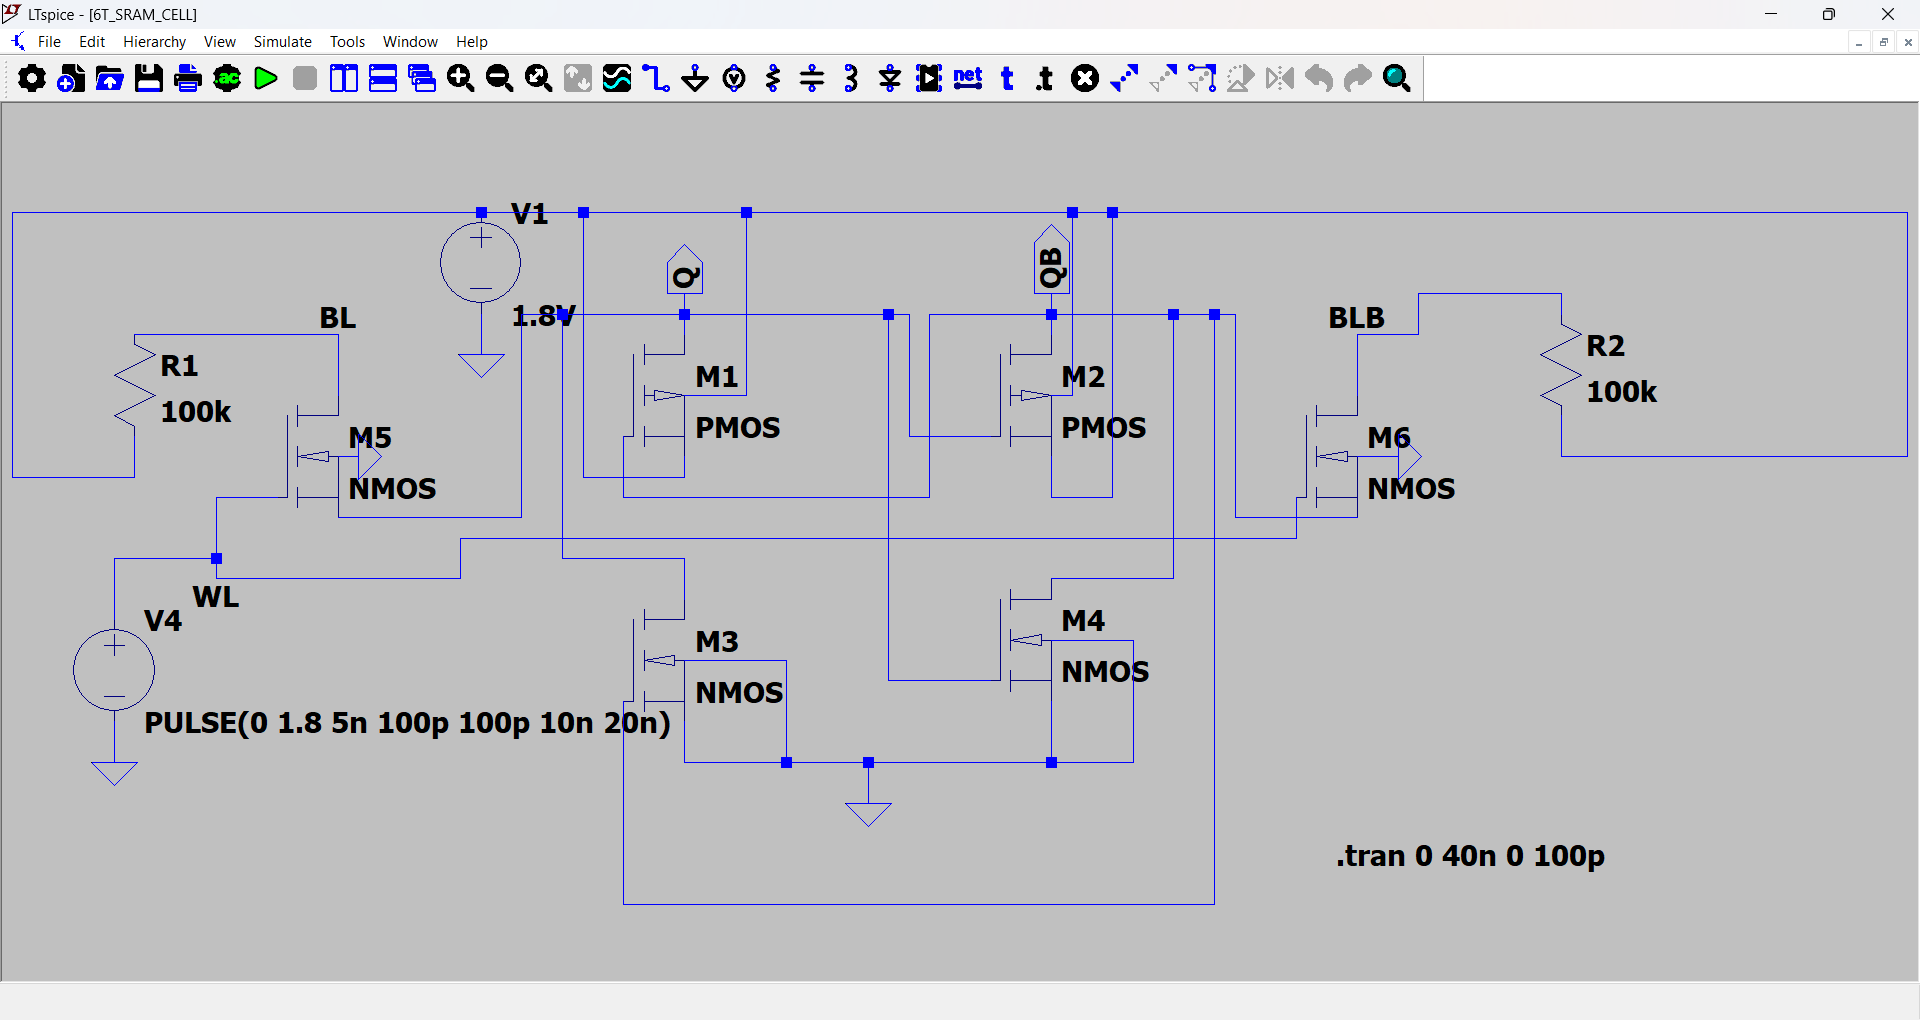 LTspice - [6T_SRAM_CELL]
File Edit Hierarchy View Simulate Tools Window Help
.ac
net
t
.t
V1
1.8V
Q
QB
BL
BLB
R1
100k
M1
PMOS
M2
PMOS
R2
100k
M5
NMOS
M6
NMOS
WL
V4
PULSE(0 1.8 5n 100p 100p 10n 20n)
M3
NMOS
M4
NMOS
.tran 0 40n 0 100p